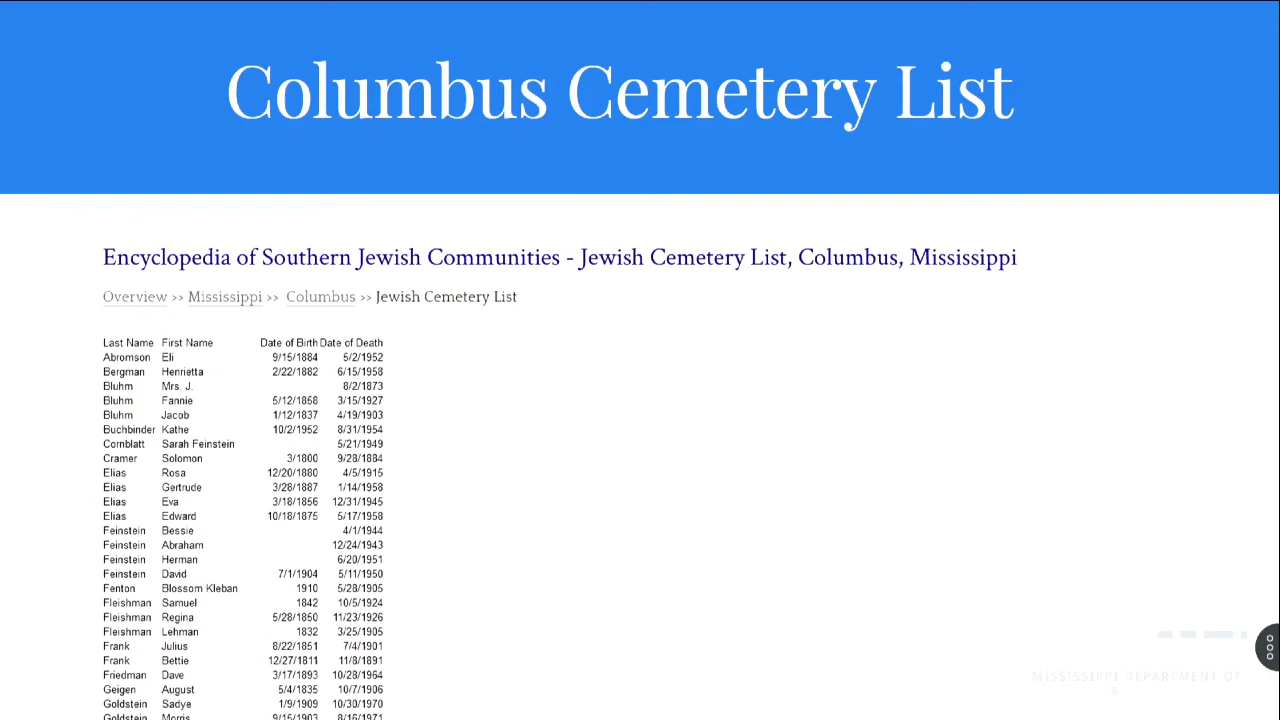 Columbus Cemetery List
Encyclopedia of Southern Jewish Communities - Jewish Cemetery List, Columbus, Mississippi
Overview >> Mississippi >> Columbus >> Jewish Cemetery List
Last Name First Name Date of Birth Date of Death
Abromson Eli 9/15/1884 5/2/1952
Bergman Henrietta 2/22/1882 6/15/1958
Bluhm Mrs. J. 8/2/1873
Bluhm Fannie 5/12/1858 3/15/1927
Bluhm Jacob 1/12/1837 4/19/1903
Buchbinder Kathe 10/2/1952 8/31/1954
Cornblatt Sarah Feinstein 5/21/1949
Cramer Solomon 3/1800 9/28/1884
Elias Rosa 12/20/1880 4/5/1915
Elias Gertrude 3/28/1887 1/14/1958
Elias Eva 3/18/1856 12/31/1945
Elias Edward 10/18/1875 5/17/1958
Feinstein Bessie 4/1/1944
Feinstein Abraham 12/24/1943
Feinstein Herman 6/20/1951
Feinstein David 7/1/1904 5/11/1950
Fenton Blossom Kleban 1910 5/28/1905
Fleishman Samuel 1842 10/5/1924
Fleishman Regina 5/28/1850 11/23/1926
Fleishman Lehman 1832 3/25/1905
Frank Julius 8/22/1851 7/4/1901
Frank Bettie 12/27/1811 11/8/1891
Friedman Dave 3/17/1893 10/28/1964
Geigen August 5/4/1835 10/7/1906
Goldstein Sadye 1/9/1909 10/30/1970
Goldstein Morris 9/15/1903 8/16/1971
MISSISSIPPI DEPARTMENT OF
&